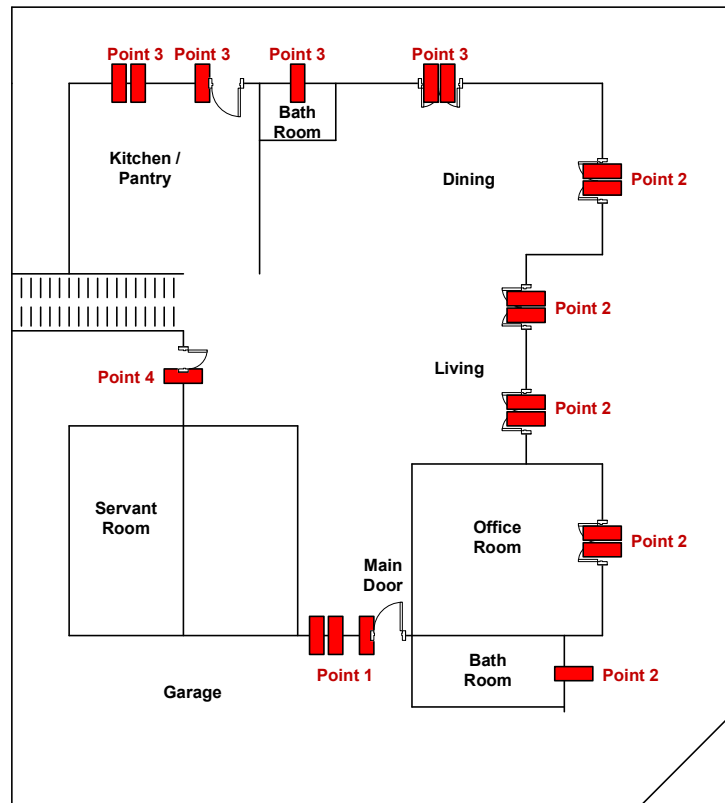 Point 3
Point 3
Point 3
Point 3
Bath
Room
Kitchen /
Pantry
Dining
Point 2
Point 2
Living
Point 4
Point 2
Servant
Room
Office
Room
Point 2
Main
Door
Point 1
Bath
Room
Point 2
Garage